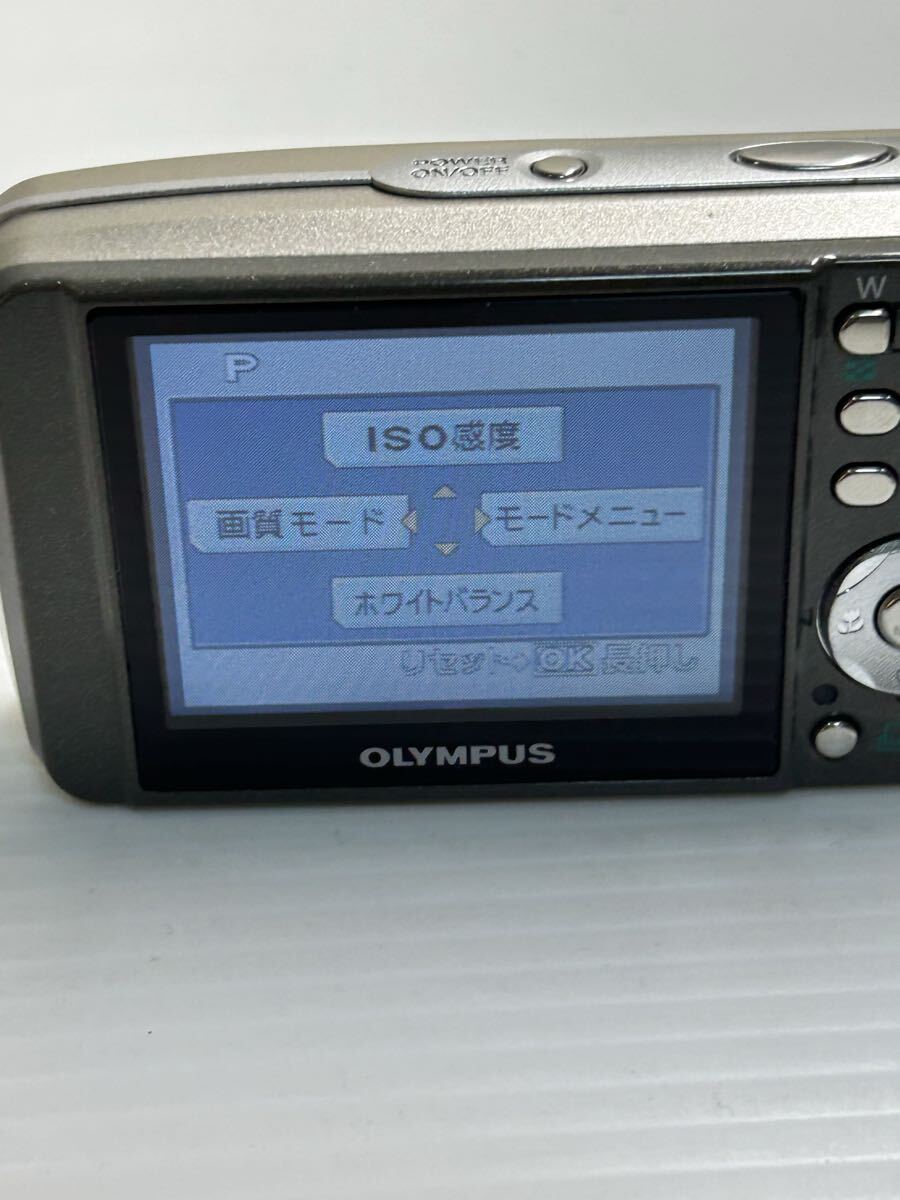 POWER
ON/OFF
W
P
ISO感度
画質モード
モードメニュー
ホワイトバランス
リセット⇨OK長押し
OLYMPUS